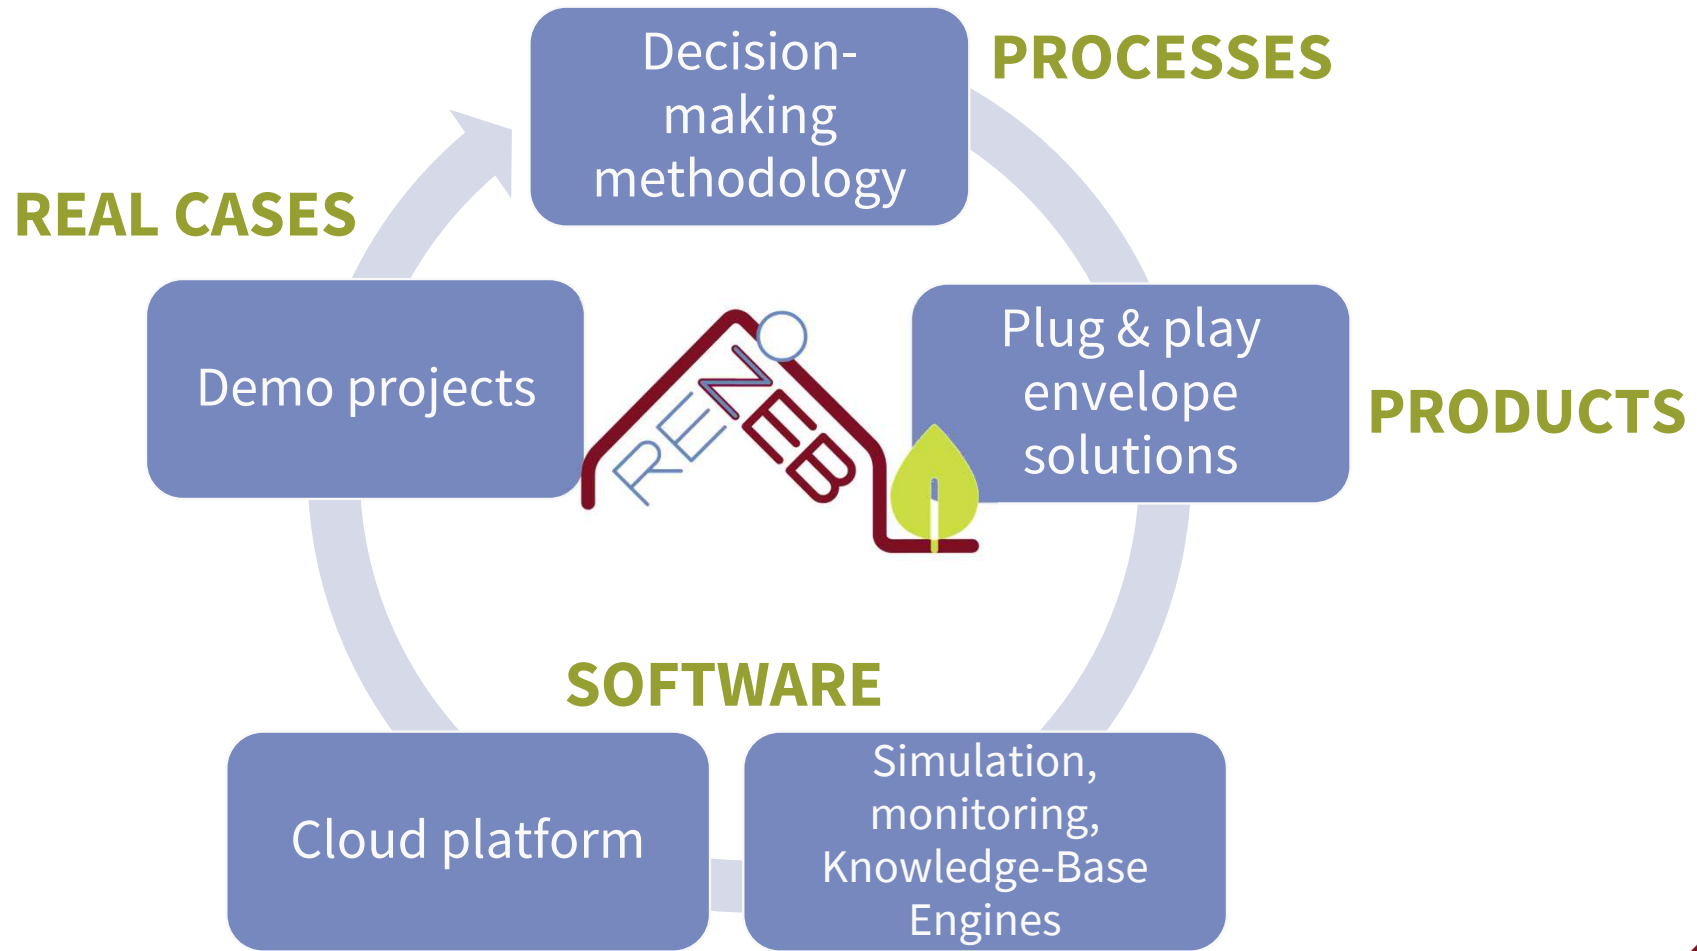 Decision-
making
methodology
PROCESSES
REAL CASES
Demo projects
RENEB
Plug & play
envelope
solutions
PRODUCTS
SOFTWARE
Cloud platform
Simulation,
monitoring,
Knowledge-Base
Engines